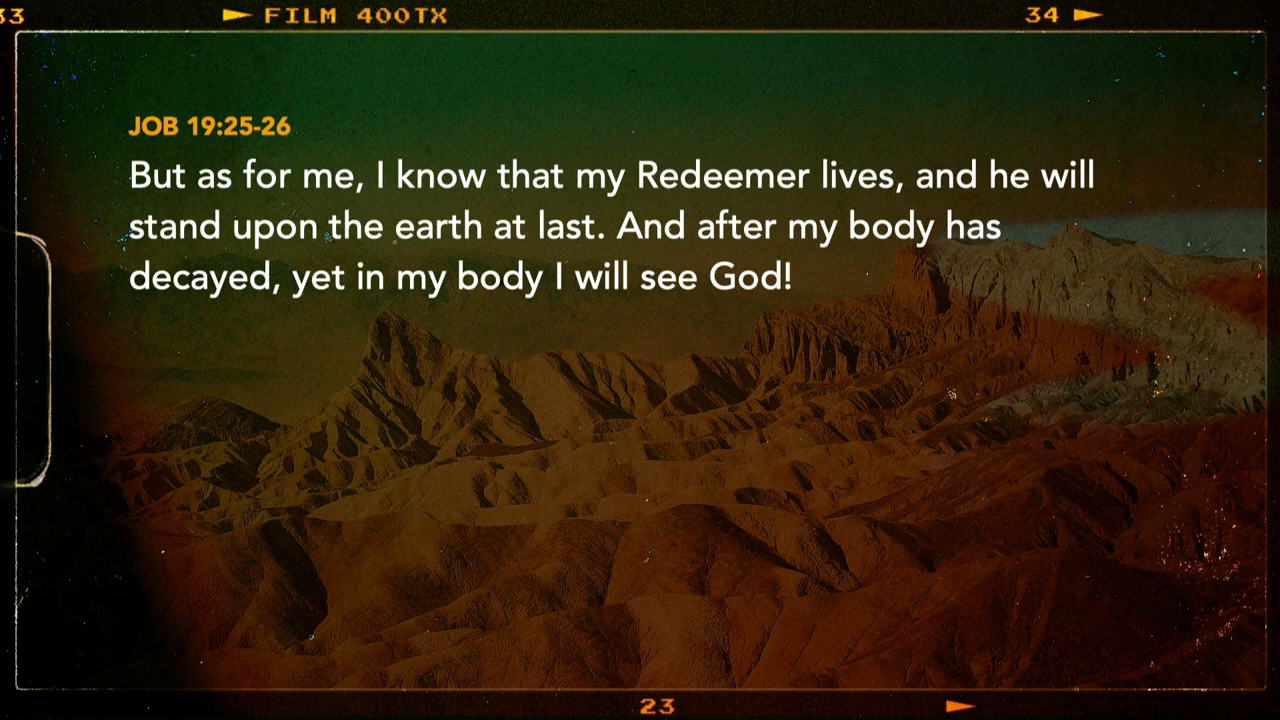 33 FILM 400TX 34
JOB 19:25-26
But as for me, I know that my Redeemer lives, and he will
stand upon the earth at last. And after my body has
decayed, yet in my body I will see God!
23